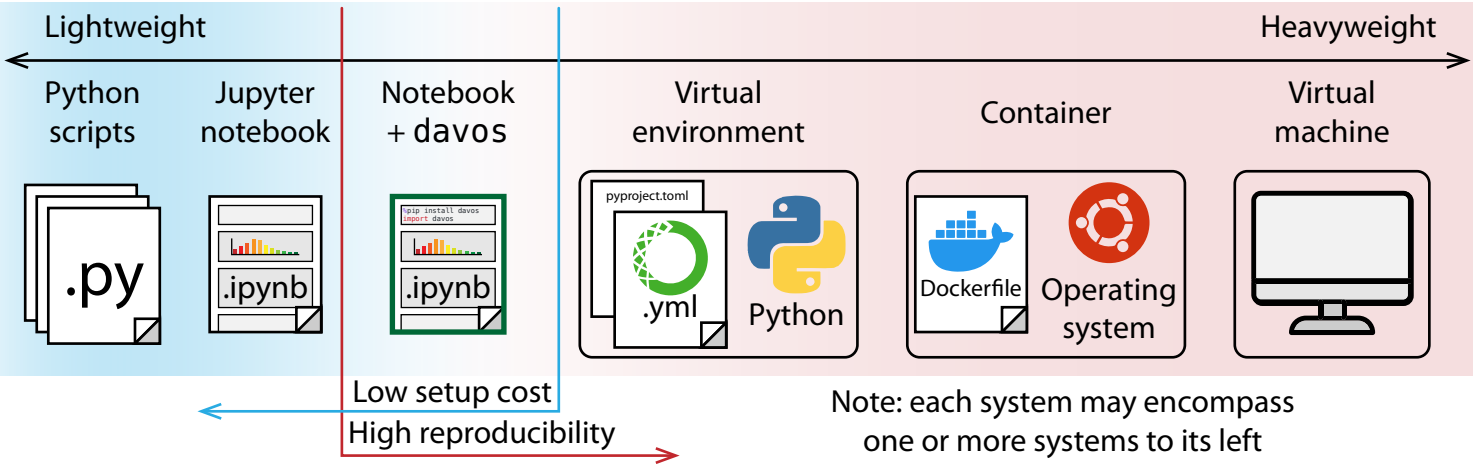 Lightweight
Heavyweight
Python
scripts
Jupyter
notebook
Notebook
+ davos
Virtual
environment
Container
Virtual
machine
.py
.ipynb
%pip install davos
import davos
.ipynb
pyproject.toml
.yml
Python
Dockerfile
Operating
system
Low setup cost
High reproducibility
Note: each system may encompass
one or more systems to its left